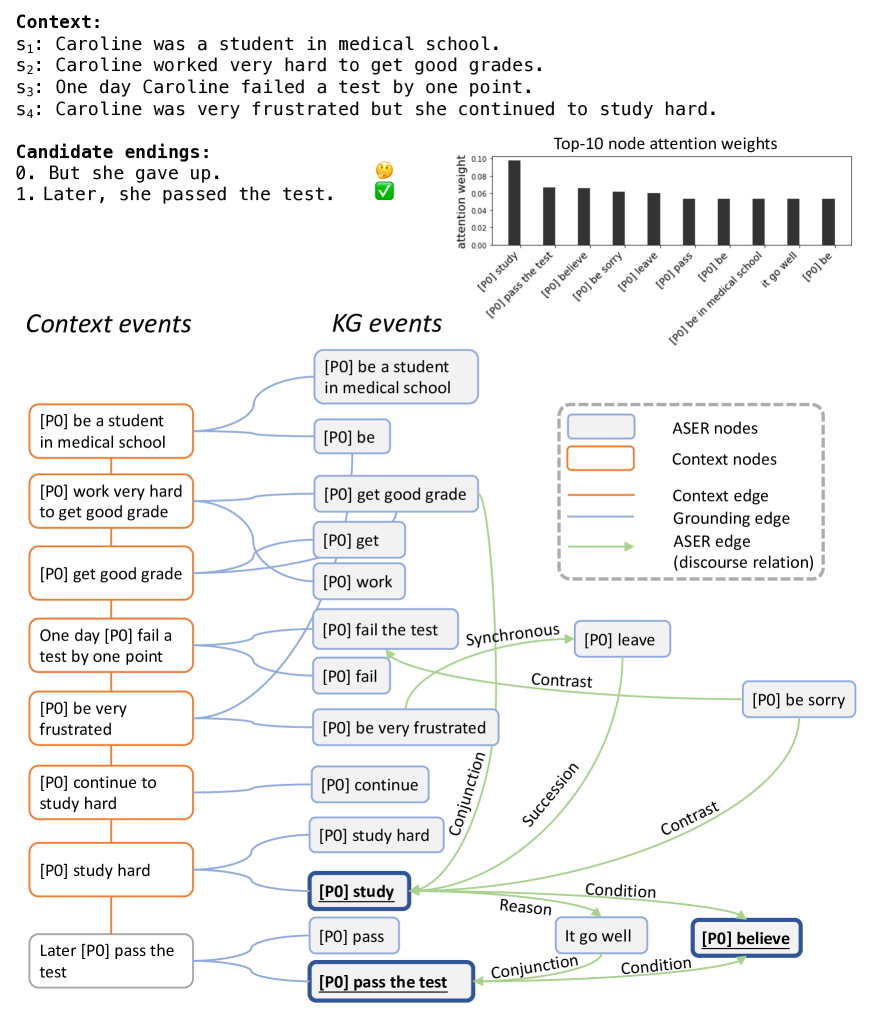 Context:
s₁: Caroline was a student in medical school.
s₂: Caroline worked very hard to get good grades.
s₃: One day Caroline failed a test by one point.
s₄: Caroline was very frustrated but she continued to study hard.
Candidate endings:
0. But she gave up. 🤔
1. Later, she passed the test. ✅
Top-10 node attention weights
attention weight
0.10
0.08
0.06
0.04
0.02
0.00
[P0] study
[P0] pass the test
[P0] believe
[P0] be sorry
[P0] leave
[P0] pass
[P0] be
[P0] be in medical school
it go well
[P0] be
Context events
KG events
[P0] be a student
in medical school
[P0] work very hard
to get good grade
[P0] get good grade
One day [P0] fail a
test by one point
[P0] be very
frustrated
[P0] continue to
study hard
[P0] study hard
Later [P0] pass the
test
[P0] be a student
in medical school
[P0] be
[P0] get good grade
[P0] get
[P0] work
[P0] fail the test
[P0] fail
[P0] be very frustrated
[P0] continue
[P0] study hard
[P0] study
[P0] pass
[P0] pass the test
ASER nodes
Context nodes
Context edge
Grounding edge
ASER edge
(discourse relation)
Synchronous
[P0] leave
Contrast
[P0] be sorry
Conjunction
Succession
Contrast
Condition
Reason
It go well
[P0] believe
Conjunction
Condition